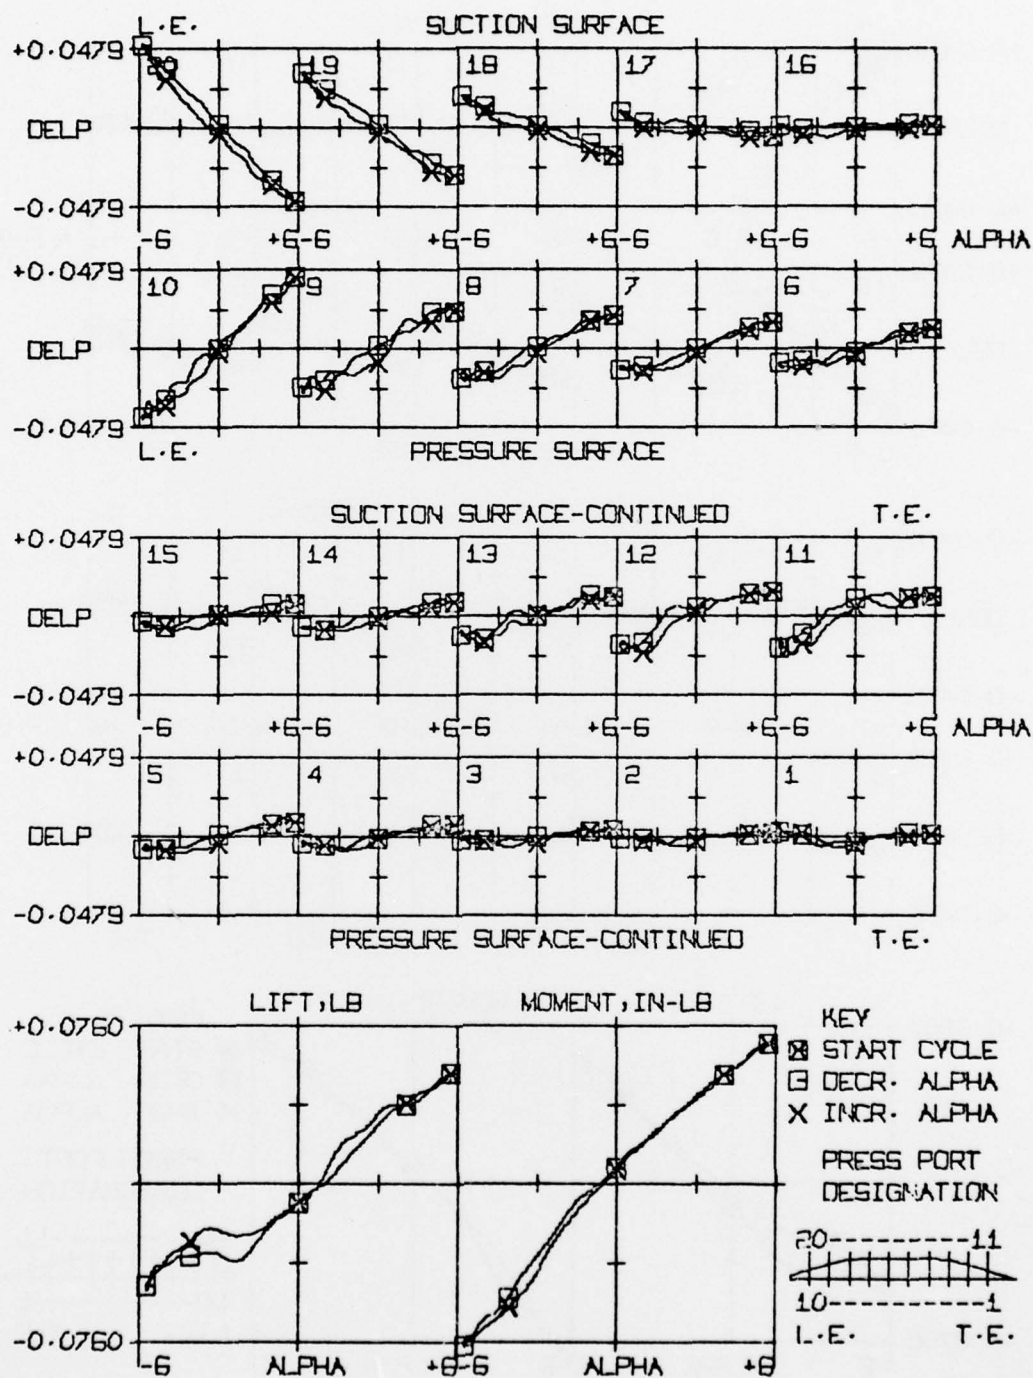 L.E. SUCTION SURFACE
+0.0479
20 19 18 17 16
DELP
-0.0479
-6 +6-6 +6-6 +6-6 +6-6 +6 ALPHA
+0.0479
10 9 8 7 6
DELP
-0.0479
L.E. PRESSURE SURFACE
SUCTION SURFACE-CONTINUED T.E.
+0.0479
15 14 13 12 11
DELP
-0.0479
-6 +6-6 +6-6 +6-6 +6-6 +6 ALPHA
+0.0479
5 4 3 2 1
DELP
-0.0479
PRESSURE SURFACE-CONTINUED T.E.
LIFT,LB MOMENT,IN-LB
+0.0760
-0.0760
-6 ALPHA +6-6 ALPHA +6
KEY
START CYCLE
DECR. ALPHA
INCR. ALPHA
PRESS PORT
DESIGNATION
20---------11
10---------1
L.E. T.E.